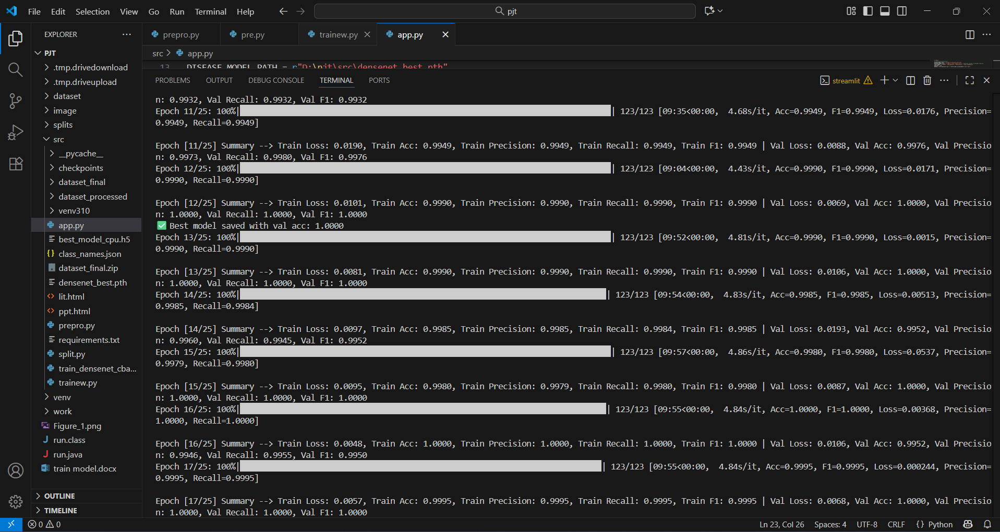 File Edit Selection View Go Run Terminal Help
pjt
EXPLORER
prepro.py
pre.py
trainew.py
app.py
PJT
src > app.py
.tmp.drivedownload
.tmp.driveupload
dataset
image
splits
src
__pycache__
checkpoints
dataset_final
dataset_processed
venv310
app.py
best_model_cpu.h5
class_names.json
dataset_final.zip
densenet_best.pth
lit.html
ppt.html
prepro.py
requirements.txt
split.py
train_densenet_cba...
trainew.py
venv
work
Figure_1.png
run.class
run.java
train model.docx
OUTLINE
TIMELINE
13 DISEASE_MODEL_PATH = r"D:\pjt\src\densenet_best.pth"
PROBLEMS OUTPUT DEBUG CONSOLE TERMINAL PORTS
streamlit
n: 0.9932, Val Recall: 0.9932, Val F1: 0.9932
Epoch 11/25: 100%| | 123/123 [09:35<00:00, 4.68s/it, Acc=0.9949, F1=0.9949, Loss=0.0176, Precision=
0.9949, Recall=0.9949]
Epoch [11/25] Summary --> Train Loss: 0.0190, Train Acc: 0.9949, Train Precision: 0.9949, Train Recall: 0.9949, Train F1: 0.9949 | Val Loss: 0.0088, Val Acc: 0.9976, Val Precisio
n: 0.9973, Val Recall: 0.9980, Val F1: 0.9976
Epoch 12/25: 100%| | 123/123 [09:04<00:00, 4.43s/it, Acc=0.9990, F1=0.9990, Loss=0.0171, Precision=
0.9990, Recall=0.9990]
Epoch [12/25] Summary --> Train Loss: 0.0101, Train Acc: 0.9990, Train Precision: 0.9990, Train Recall: 0.9990, Train F1: 0.9990 | Val Loss: 0.0069, Val Acc: 1.0000, Val Precisio
n: 1.0000, Val Recall: 1.0000, Val F1: 1.0000
✅ Best model saved with val acc: 1.0000
Epoch 13/25: 100%| | 123/123 [09:52<00:00, 4.81s/it, Acc=0.9990, F1=0.9990, Loss=0.0015, Precision=
0.9990, Recall=0.9990]
Epoch [13/25] Summary --> Train Loss: 0.0081, Train Acc: 0.9990, Train Precision: 0.9990, Train Recall: 0.9990, Train F1: 0.9990 | Val Loss: 0.0106, Val Acc: 1.0000, Val Precisio
n: 1.0000, Val Recall: 1.0000, Val F1: 1.0000
Epoch 14/25: 100%| | 123/123 [09:54<00:00, 4.83s/it, Acc=0.9985, F1=0.9985, Loss=0.00513, Precision=
0.9985, Recall=0.9984]
Epoch [14/25] Summary --> Train Loss: 0.0097, Train Acc: 0.9985, Train Precision: 0.9985, Train Recall: 0.9984, Train F1: 0.9985 | Val Loss: 0.0193, Val Acc: 0.9952, Val Precisio
n: 0.9960, Val Recall: 0.9945, Val F1: 0.9952
Epoch 15/25: 100%| | 123/123 [09:57<00:00, 4.86s/it, Acc=0.9980, F1=0.9980, Loss=0.0537, Precision=
0.9979, Recall=0.9980]
Epoch [15/25] Summary --> Train Loss: 0.0095, Train Acc: 0.9980, Train Precision: 0.9979, Train Recall: 0.9980, Train F1: 0.9980 | Val Loss: 0.0087, Val Acc: 1.0000, Val Precisio
n: 1.0000, Val Recall: 1.0000, Val F1: 1.0000
Epoch 16/25: 100%| | 123/123 [09:55<00:00, 4.84s/it, Acc=1.0000, F1=1.0000, Loss=0.00368, Precision=
1.0000, Recall=1.0000]
Epoch [16/25] Summary --> Train Loss: 0.0048, Train Acc: 1.0000, Train Precision: 1.0000, Train Recall: 1.0000, Train F1: 1.0000 | Val Loss: 0.0106, Val Acc: 0.9952, Val Precisio
n: 0.9946, Val Recall: 0.9955, Val F1: 0.9950
Epoch 17/25: 100%| | 123/123 [09:55<00:00, 4.84s/it, Acc=0.9995, F1=0.9995, Loss=0.000244, Precision=
0.9995, Recall=0.9995]
Epoch [17/25] Summary --> Train Loss: 0.0057, Train Acc: 0.9995, Train Precision: 0.9995, Train Recall: 0.9995, Train F1: 0.9995 | Val Loss: 0.0068, Val Acc: 1.0000, Val Precisio
n: 1.0000, Val Recall: 1.0000, Val F1: 1.0000
0 0
Ln 23, Col 26 Spaces: 4 UTF-8 CRLF {} Python